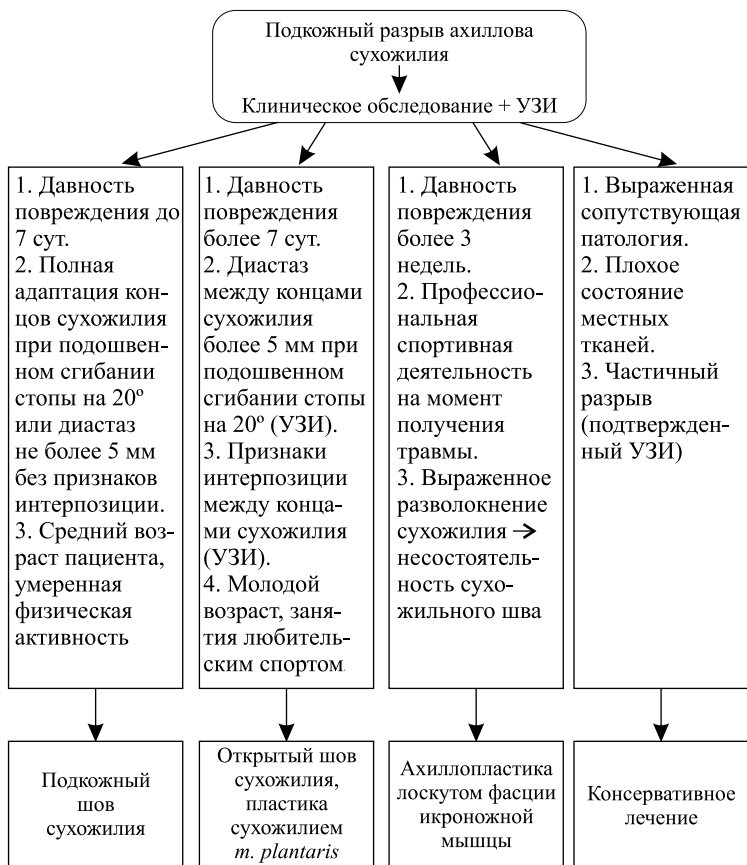 Подкожный разрыв ахиллова
сухожилия
Клиническое обследование + УЗИ
1. Давность
повреждения до
7 сут.
2. Полная
адаптация кон-
цов сухожилия
при подошвен-
ном сгибании
стопы на 20º
или диастаз
не более 5 мм
без признаков
интерпозиции.
3. Средний воз-
раст пациента,
умеренная
физическая
активность
1. Давность
повреждения
более 7 сут.
2. Диастаз
между концами
сухожилия
более 5 мм при
подошвенном
сгибании стопы
на 20º (УЗИ).
3. Признаки
интерпозиции
между конца-
ми сухожилия
(УЗИ).
4. Молодой
возраст, заня-
тия любитель-
ским спортом.
1. Давность
повреждения
более 3
недель.
2. Профессио-
нальная
спортивная
деятельность
на момент
получения
травмы.
3. Выраженное
разволокнение
сухожилия →
несостоятель-
ность сухо-
жильного шва
1. Выраженная
сопутствующая
патология.
2. Плохое
состояние
местных
тканей.
3. Частичный
разрыв
(подтвержден-
ный УЗИ)
Подкожный
шов
сухожилия
Открытый шов
сухожилия,
пластика
сухожилием
m. plantaris
Ахиллопластика
лоскутом фасции
икроножной
мышцы
Консервативное
лечение